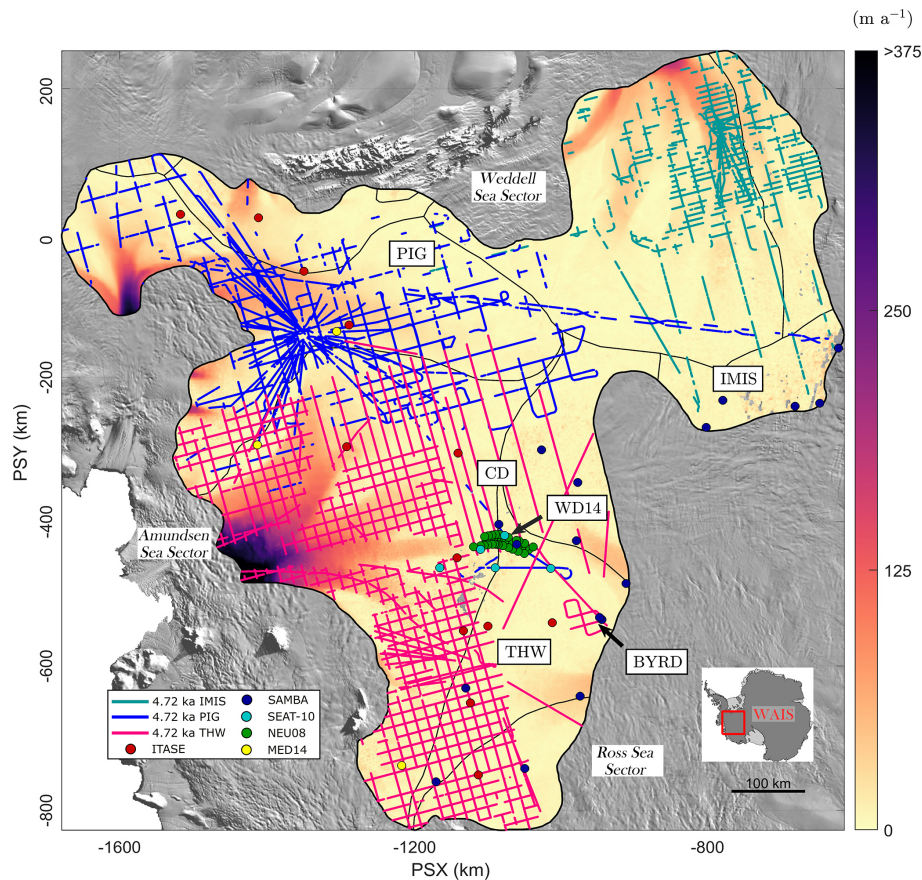 (m a⁻¹)
>375
250
125
0
200
0
-200
-400
-600
-800
PSY (km)
-1600
-1200
-800
PSX (km)
Weddell
Sea Sector
PIG
IMIS
CD
WD14
Amundsen
Sea Sector
THW
BYRD
Ross Sea
Sector
WAIS
100 km
4.72 ka IMIS
4.72 ka PIG
4.72 ka THW
ITASE
SAMBA
SEAT-10
NEU08
MED14